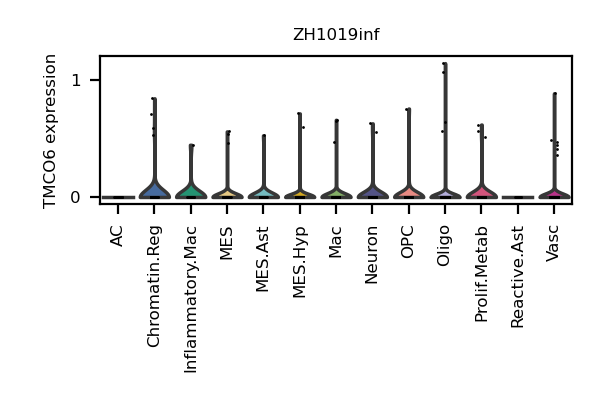 ZH1019inf
TMCO6 expression
1
0
AC
Chromatin.Reg
Inflammatory.Mac
MES
MES.Ast
MES.Hyp
Mac
Neuron
OPC
Oligo
Prolif.Metab
Reactive.Ast
Vasc